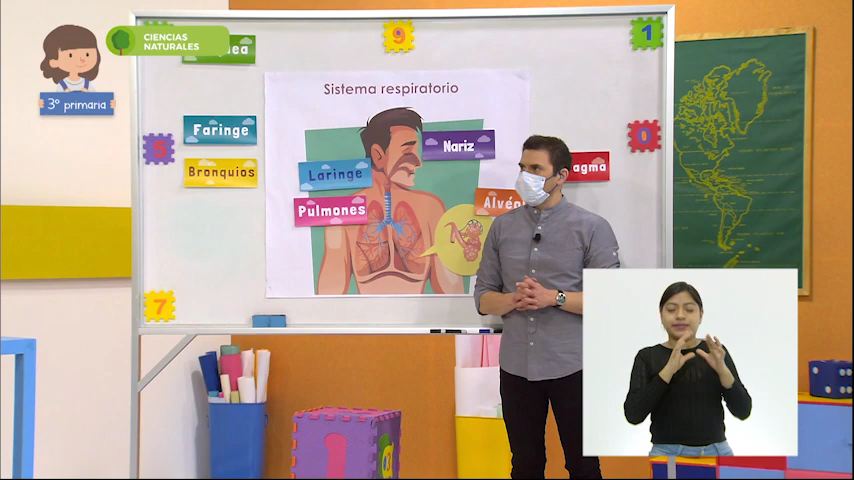 CIENCIAS
NATURALES
3° primaria
Sistema respiratorio
Faringe
Bronquios
Laringe
Pulmones
Nariz
9
1
5
0
7